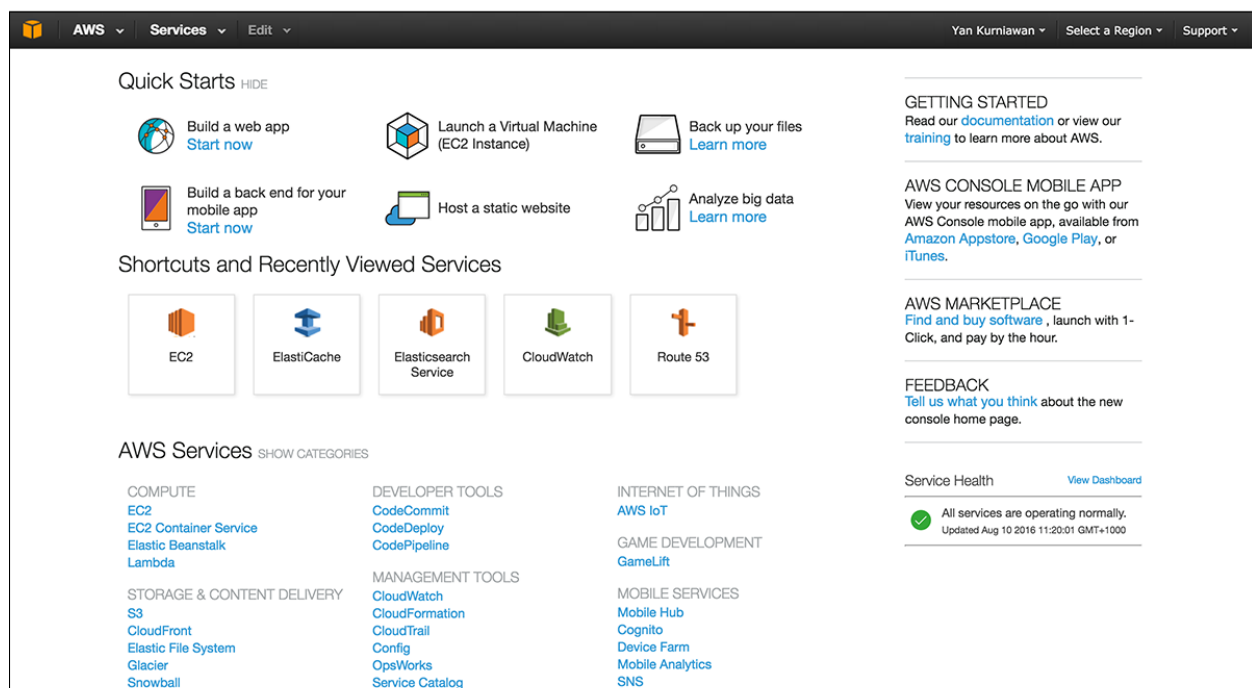 AWS Services Edit Yan Kurniawan Select a Region Support
Quick Starts HIDE
Build a web app
Start now
Launch a Virtual Machine
(EC2 Instance)
Back up your files
Learn more
Build a back end for your
mobile app
Start now
Host a static website
Analyze big data
Learn more
Shortcuts and Recently Viewed Services
EC2
ElastiCache
Elasticsearch
Service
CloudWatch
Route 53
AWS Services SHOW CATEGORIES
COMPUTE
EC2
EC2 Container Service
Elastic Beanstalk
Lambda
STORAGE & CONTENT DELIVERY
S3
CloudFront
Elastic File System
Glacier
Snowball
DEVELOPER TOOLS
CodeCommit
CodeDeploy
CodePipeline
MANAGEMENT TOOLS
CloudWatch
CloudFormation
CloudTrail
Config
OpsWorks
Service Catalog
INTERNET OF THINGS
AWS IoT
GAME DEVELOPMENT
GameLift
MOBILE SERVICES
Mobile Hub
Cognito
Device Farm
Mobile Analytics
SNS
GETTING STARTED
Read our documentation or view our
training to learn more about AWS.
AWS CONSOLE MOBILE APP
View your resources on the go with our
AWS Console mobile app, available from
Amazon Appstore, Google Play, or
iTunes.
AWS MARKETPLACE
Find and buy software , launch with 1-
Click, and pay by the hour.
FEEDBACK
Tell us what you think about the new
console home page.
Service Health View Dashboard
All services are operating normally.
Updated Aug 10 2016 11:20:01 GMT+1000